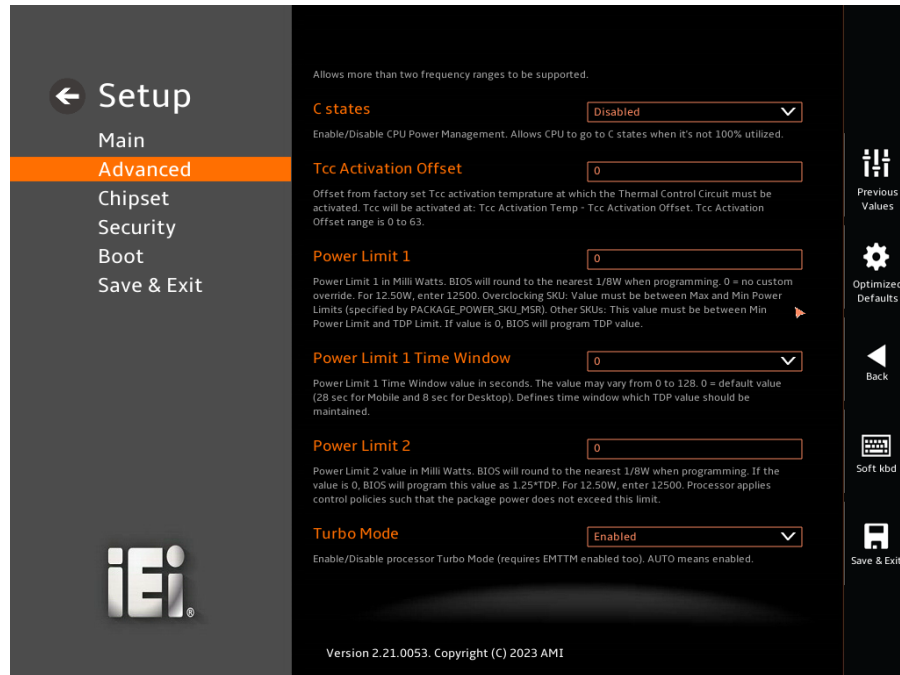 Setup
Main
Advanced
Chipset
Security
Boot
Save & Exit
Allows more than two frequency ranges to be supported.
C states
Disabled
Enable/Disable CPU Power Management. Allows CPU to go to C states when it's not 100% utilized.
Tcc Activation Offset
0
Offset from factory set Tcc activation temprature at which the Thermal Control Circuit must be
activated. Tcc will be activated at: Tcc Activation Temp - Tcc Activation Offset. Tcc Activation
Offset range is 0 to 63.
Power Limit 1
0
Power Limit 1 in Milli Watts. BIOS will round to the nearest 1/8W when programming. 0 = no custom
override. For 12.50W, enter 12500. Overclocking SKU: Value must be between Max and Min Power
Limits (specified by PACKAGE_POWER_SKU_MSR). Other SKUs: This value must be between Min
Power Limit and TDP Limit. If value is 0, BIOS will program TDP value.
Power Limit 1 Time Window
0
Power Limit 1 Time Window value in seconds. The value may vary from 0 to 128. 0 = default value
(28 sec for Mobile and 8 sec for Desktop). Defines time window which TDP value should be
maintained.
Power Limit 2
0
Power Limit 2 value in Milli Watts. BIOS will round to the nearest 1/8W when programming. If the
value is 0, BIOS will program this value as 1.25*TDP. For 12.50W, enter 12500. Processor applies
control policies such that the package power does not exceed this limit.
Turbo Mode
Enabled
Enable/Disable processor Turbo Mode (requires EMTTM enabled too). AUTO means enabled.
Previous
Values
Optimized
Defaults
Back
Soft kbd
Save & Exit
iEi®
Version 2.21.0053. Copyright (C) 2023 AMI